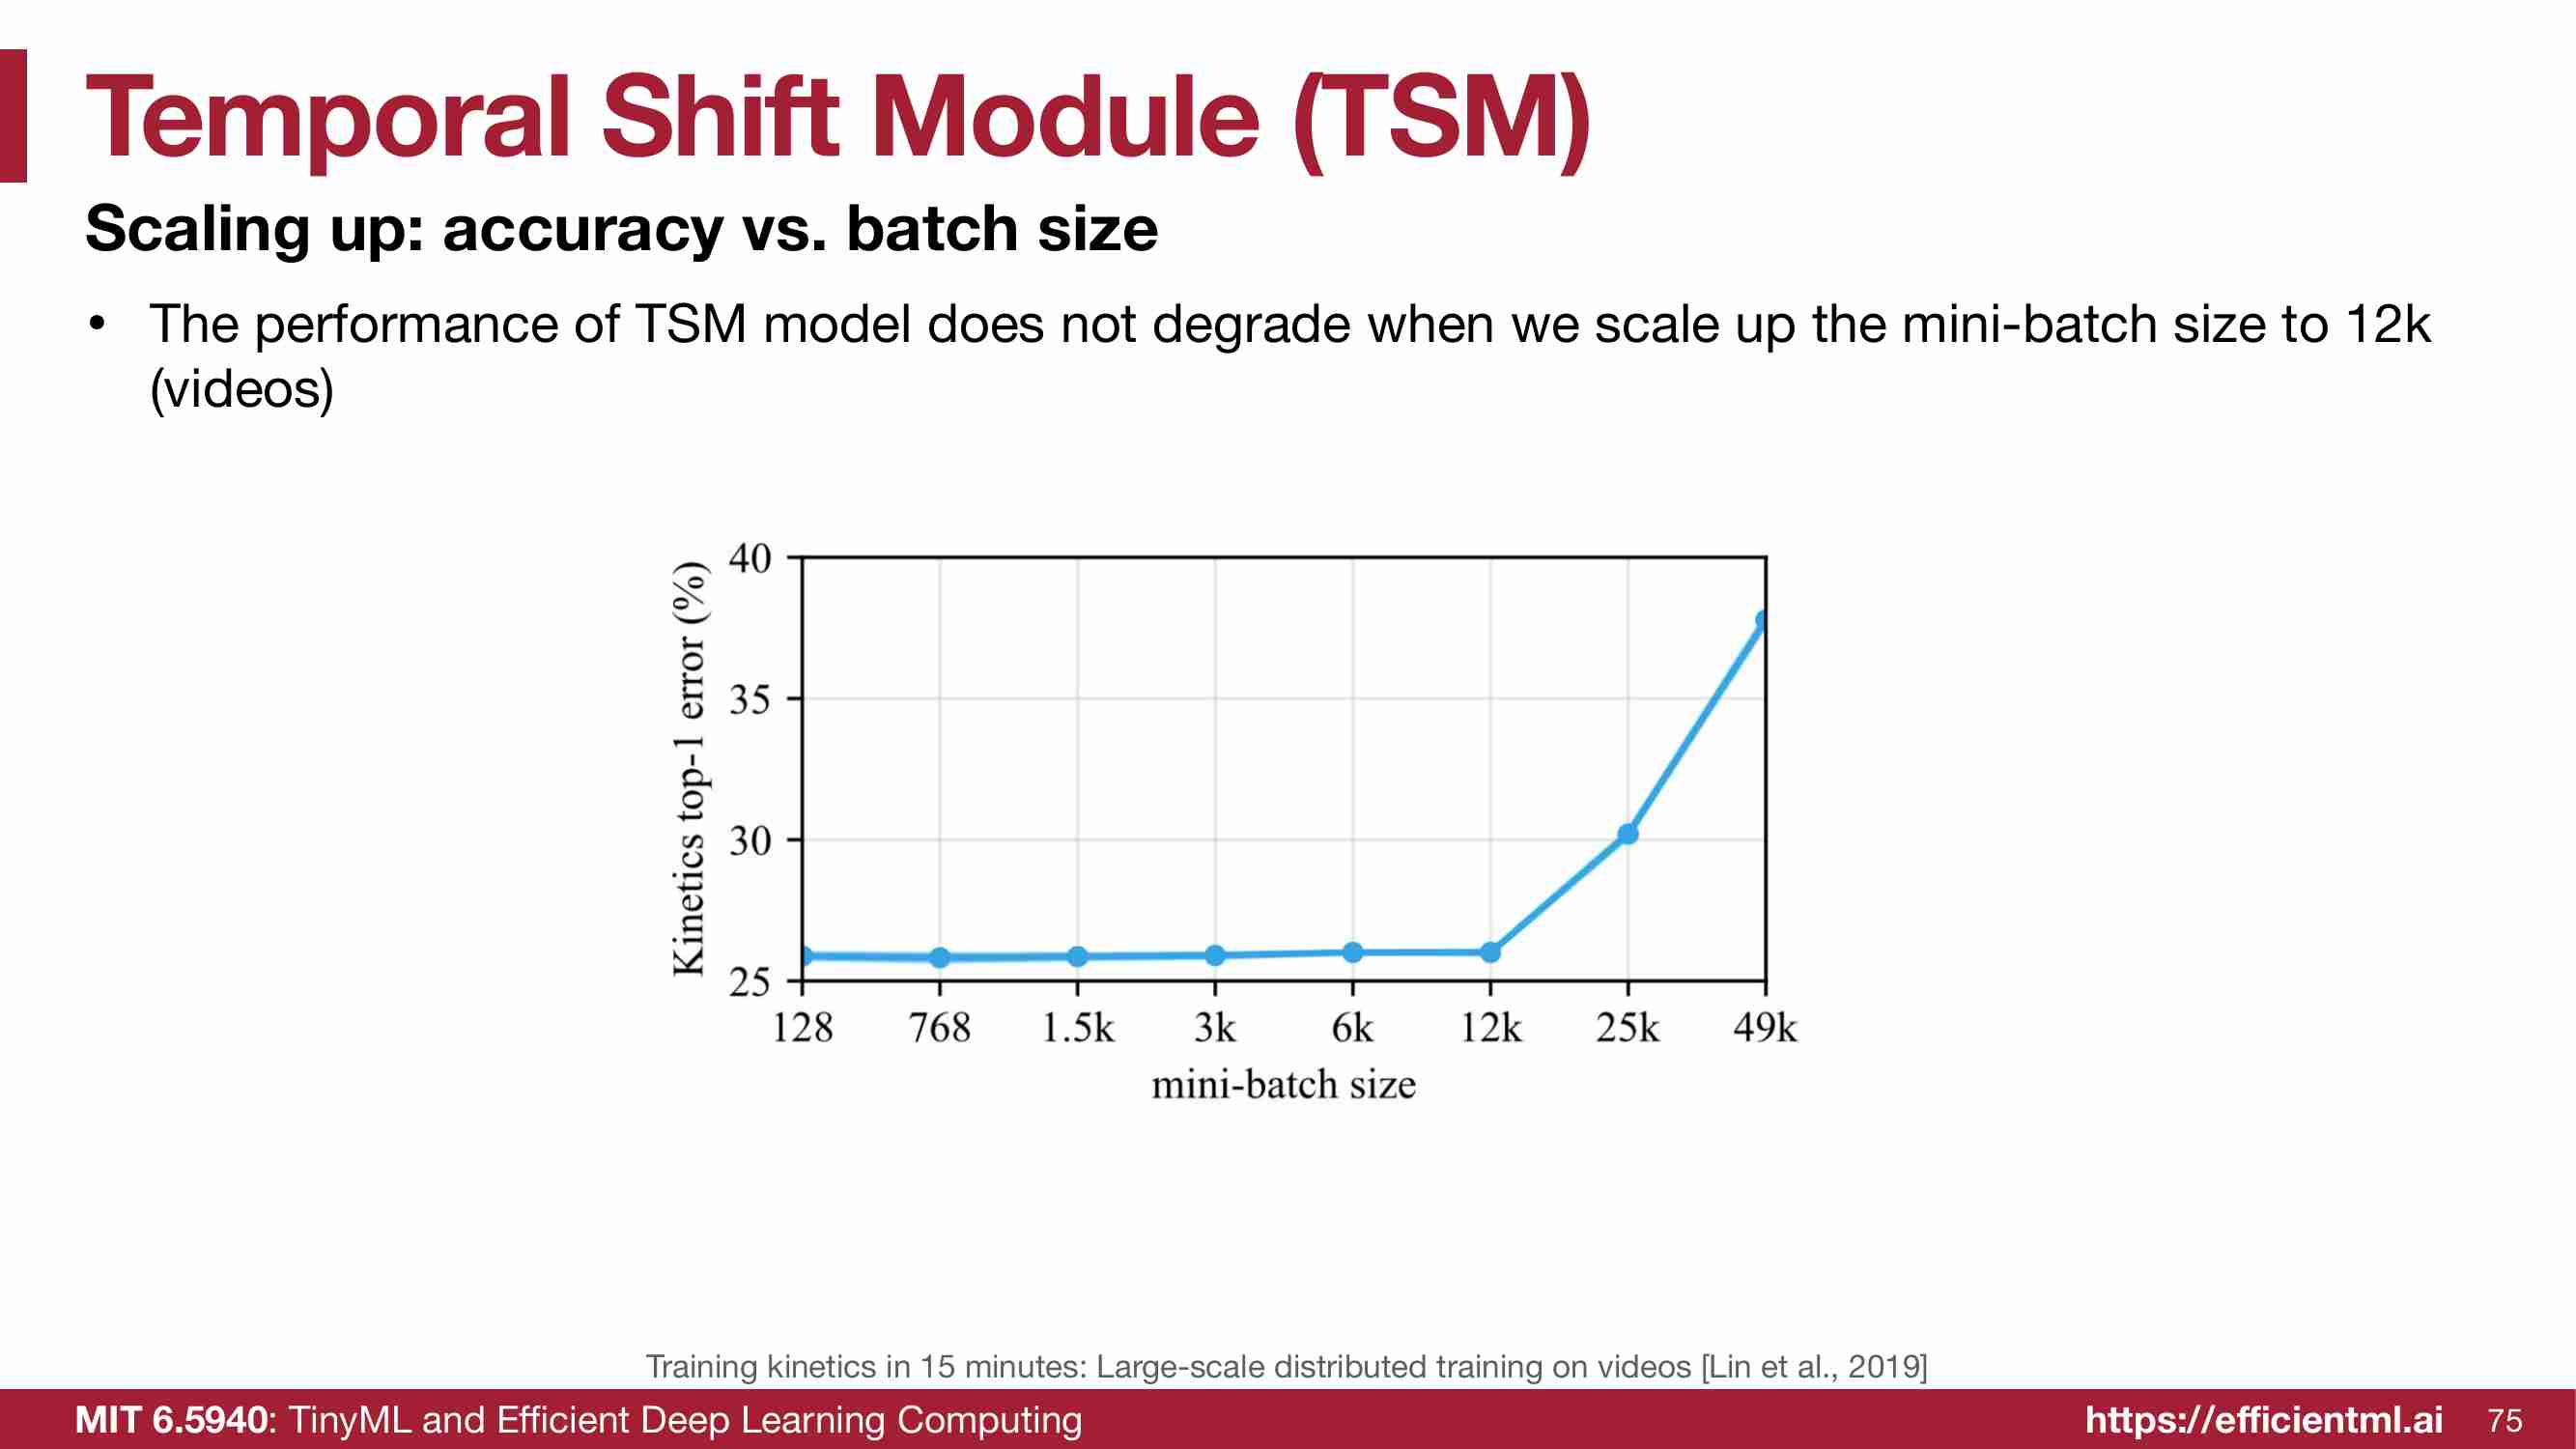 Temporal Shift Module (TSM)
Scaling up: accuracy vs. batch size
• The performance of TSM model does not degrade when we scale up the mini-batch size to 12k
(videos)
Kinetics top-1 error (%)
40
35
30
25
128 768 1.5k 3k 6k 12k 25k 49k
mini-batch size
Training kinetics in 15 minutes: Large-scale distributed training on videos [Lin et al., 2019]
MIT 6.5940: TinyML and Efficient Deep Learning Computing https://efficientml.ai 75